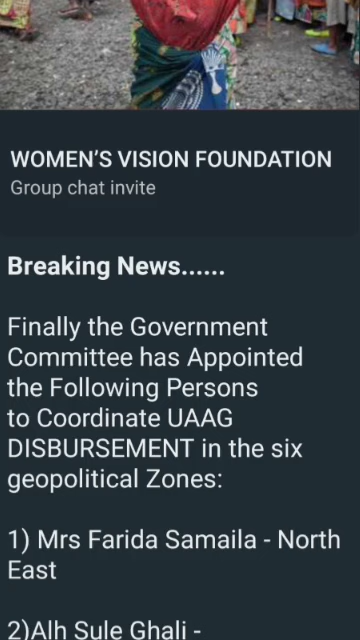 WOMEN’S VISION FOUNDATION
Group chat invite
Breaking News......
Finally the Government
Committee has Appointed
the Following Persons
to Coordinate UAAG
DISBURSEMENT in the six
geopolitical Zones:
1) Mrs Farida Samaila - North
East
2)Alh Sule Ghali -